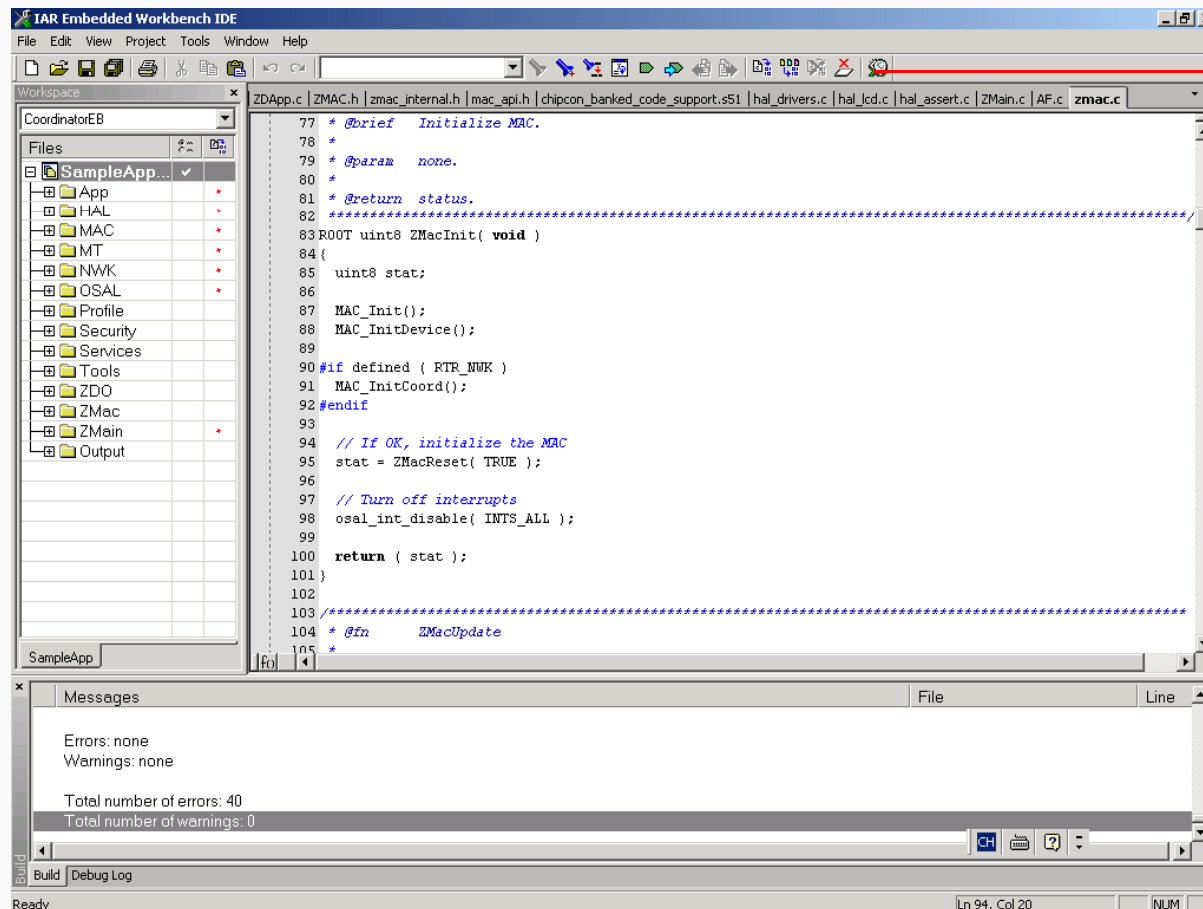 IAR Embedded Workbench IDE
File Edit View Project Tools Window Help
Workspace
ZDApp.c | ZMAC.h | zmac_internal.h | mac_api.h | chipcon_banked_code_support.s51 | hal_drivers.c | hal_lcd.c | hal_assert.c | ZMain.c | AF.c | zmac.c
CoordinatorEB
Files
SampleApp...
App
HAL
MAC
MT
NWK
OSAL
Profile
Security
Services
Tools
ZDO
ZMac
ZMain
Output
SampleApp
77 * @brief Initialize MAC.
78 *
79 * @param none.
80 *
81 * @return status.
82 *********************************************************************************************************/
83 ROOT uint8 ZMacInit( void )
84 {
85 uint8 stat;
86
87 MAC_Init();
88 MAC_InitDevice();
89
90 #if defined ( RTR_NWK )
91 MAC_InitCoord();
92 #endif
93
94 // If OK, initialize the MAC
95 stat = ZMacReset( TRUE );
96
97 // Turn off interrupts
98 osal_int_disable( INTS_ALL );
99
100 return ( stat );
101 }
102
103 /*********************************************************************************************************
104 * @fn ZMacUpdate
105 *
f()
Messages File Line
Errors: none
Warnings: none
Total number of errors: 40
Total number of warnings: 0
CH
Build
Build Debug Log
Ready Ln 94, Col 20 NUM